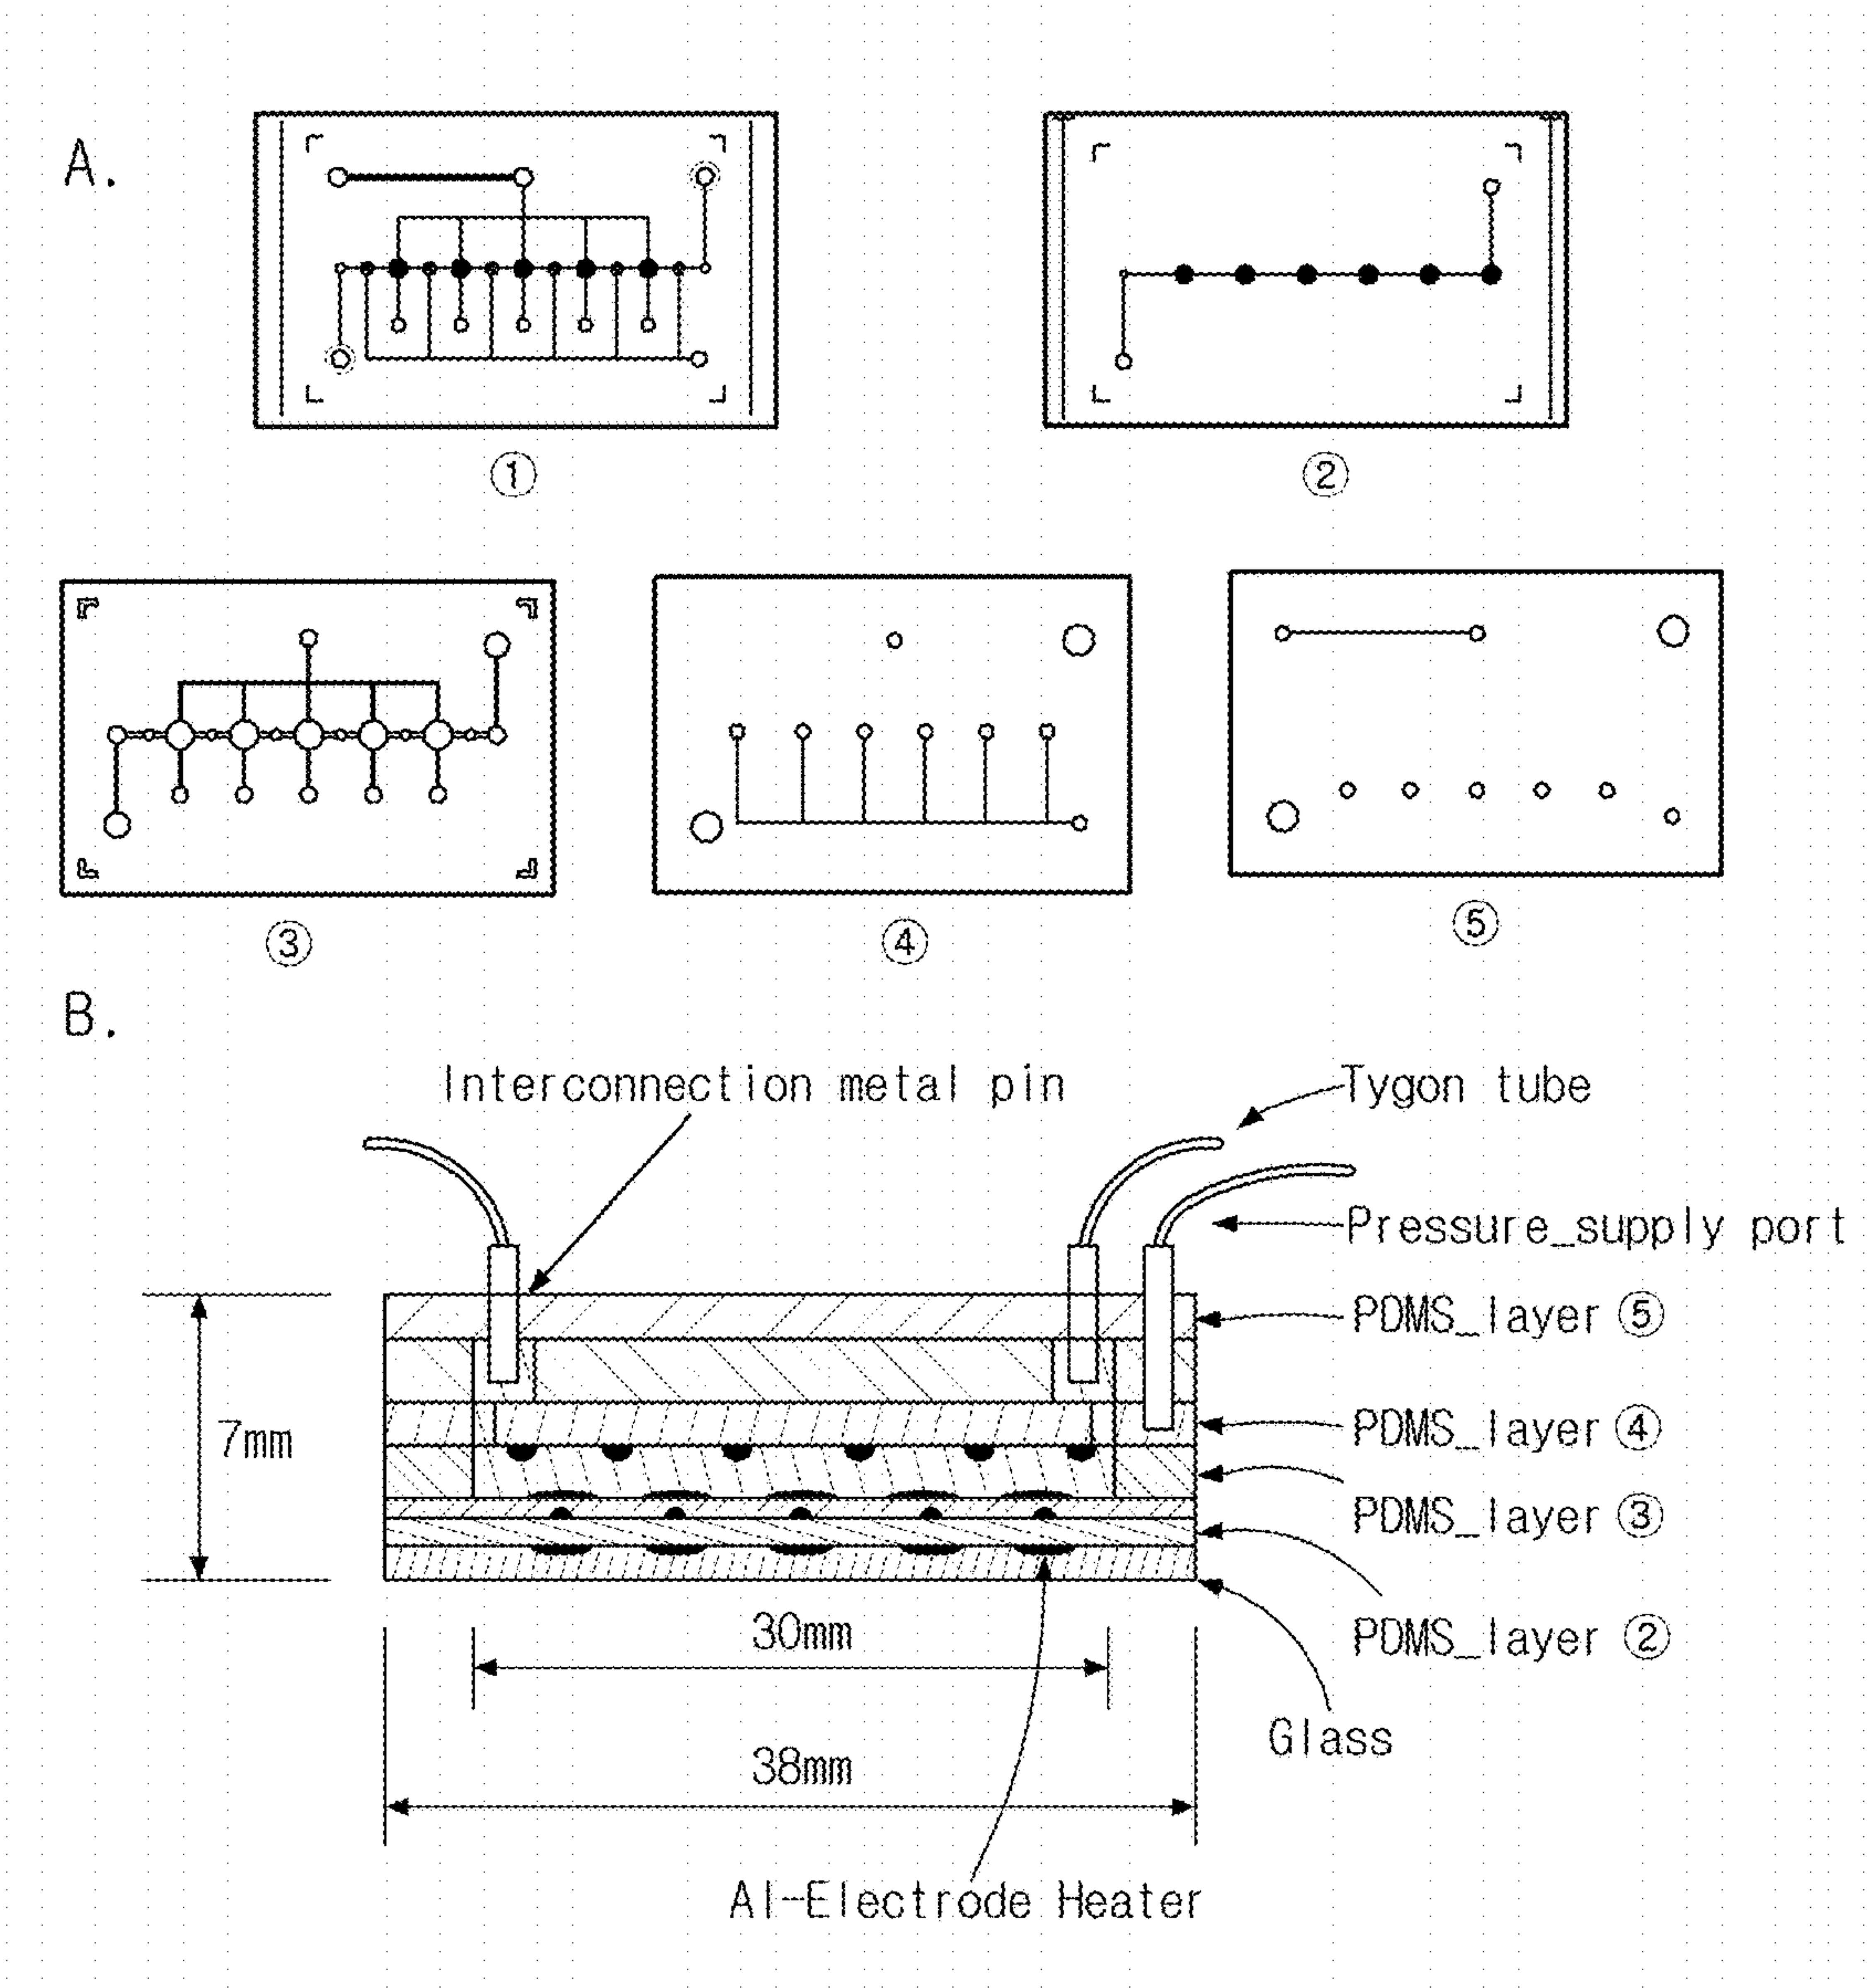 A.
① ②
③ ④ ⑤
B.
Interconnection metal pin
Tygon tube
Pressure_supply port
PDMS_layer ⑤
7mm
PDMS_layer ④
PDMS_layer ③
30mm
PDMS_layer ②
Glass
38mm
Al-Electrode Heater